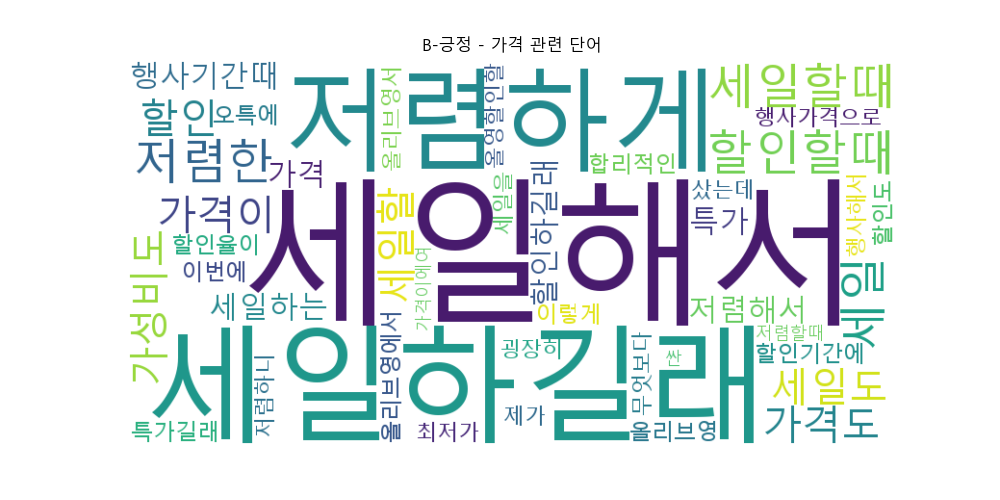 B-긍정 - 가격 관련 단어
행사기간때
저렴하게
올리브영서
올영할인할
세일할때
할인
오특에
행사가격으로
저렴한
가격
합리적인
할인할때
세일해서
가격이
세일할
세일을
할인하길래
샀는데
특가
행사해서
할인도
할인율이
이번에
가성비도
세일하는
가격이에여
이렇게
저렴해서
세일
세일하길래
저렴하니
올리브영에서
굉장히
무엇보다
싼
저렴할때
할인기간에
세일도
특가길래
최저가
제가
올리브영
가격도